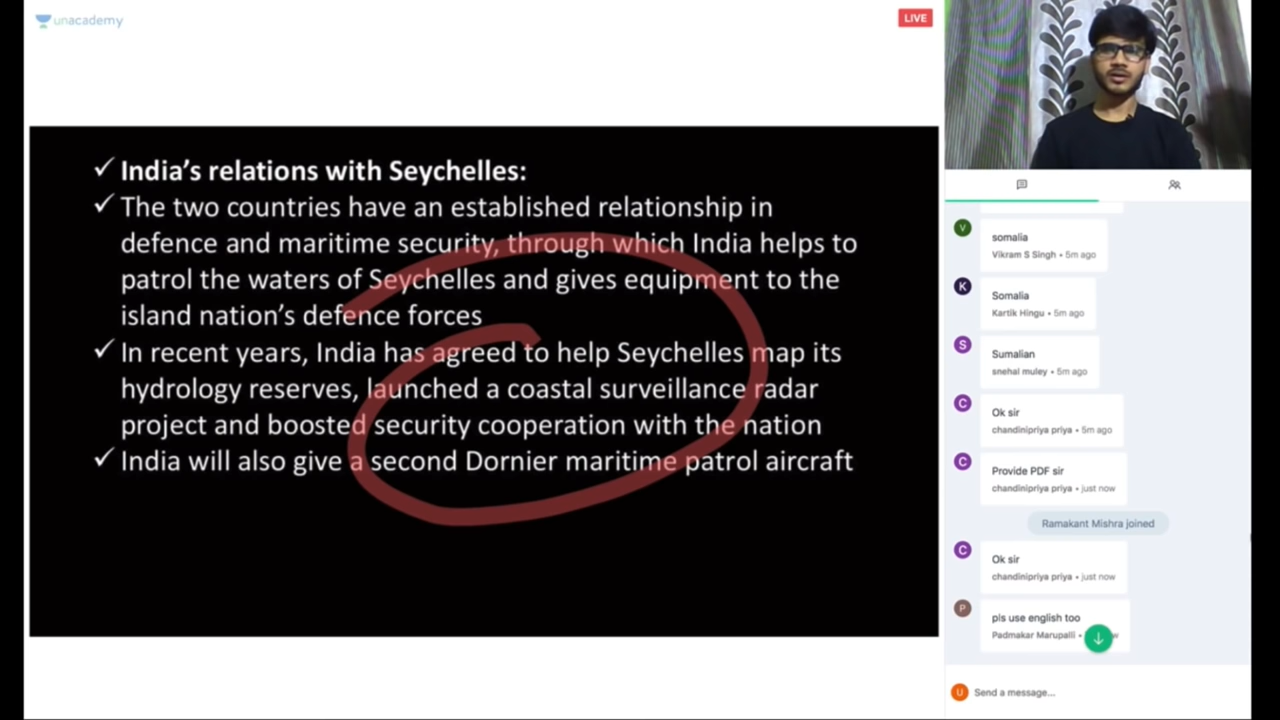 unacademy
LIVE
✓ India's relations with Seychelles:
✓ The two countries have an established relationship in
defence and maritime security, through which India helps to
patrol the waters of Seychelles and gives equipment to the
island nation's defence forces
✓ In recent years, India has agreed to help Seychelles map its
hydrology reserves, launched a coastal surveillance radar
project and boosted security cooperation with the nation
✓ India will also give a second Dornier maritime patrol aircraft
V
somalia
Vikram S Singh • 5m ago
K
Somalia
Kartik Hingu • 5m ago
S
Sumalian
snehal muley • 5m ago
C
Ok sir
chandinipriya priya • 5m ago
C
Provide PDF sir
chandinipriya priya • just now
Ramakant Mishra joined
C
Ok sir
chandinipriya priya • just now
P
pls use english too
Padmakar Marupalli •
U
Send a message...